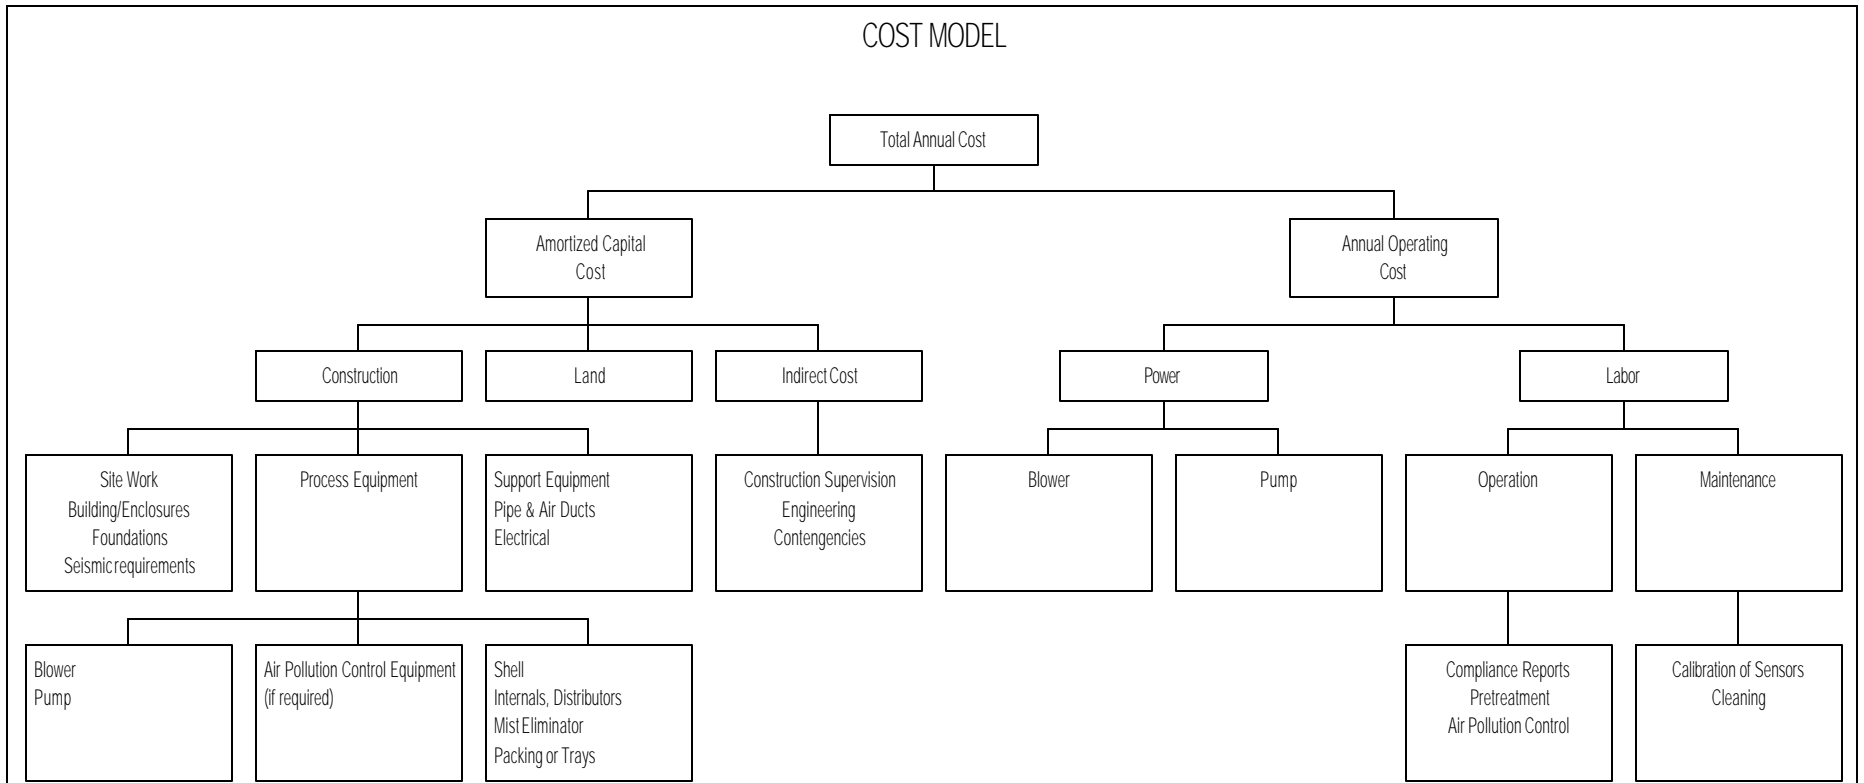 COST MODEL
Total Annual Cost
Amortized Capital
Cost
Annual Operating
Cost
Construction
Land
Indirect Cost
Power
Labor
Site Work
Building/Enclosures
Foundations
Seismic requirements
Process Equipment
Support Equipment
Pipe & Air Ducts
Electrical
Construction Supervision
Engineering
Contengencies
Blower
Pump
Operation
Maintenance
Blower
Pump
Air Pollution Control Equipment
(if required)
Shell
Internals, Distributors
Mist Eliminator
Packing or Trays
Compliance Reports
Pretreatment
Air Pollution Control
Calibration of Sensors
Cleaning